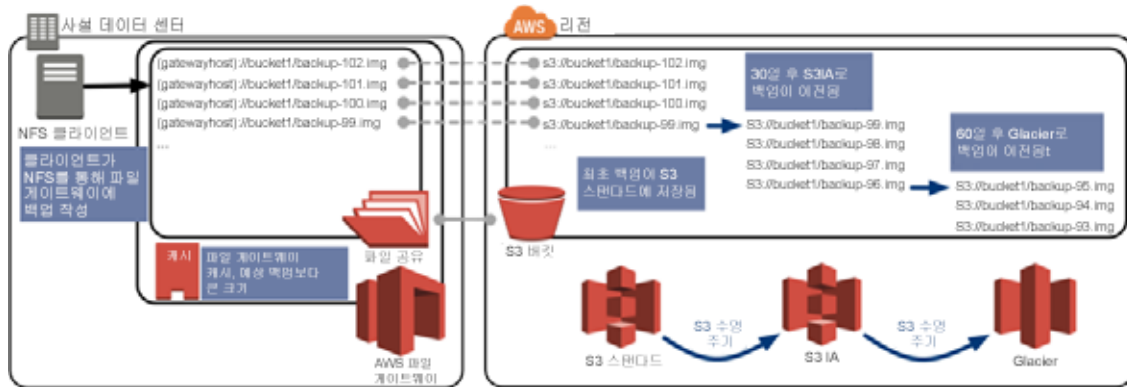 사설 데이터 센터
NFS 클라이언트
클라이언트가
NFS를 통해 파일
게이트웨이에
백업 작성
(gatewayhost)://bucket1/backup-102.img
(gatewayhost)://bucket1/backup-101.img
(gatewayhost)://bucket1/backup-100.img
(gatewayhost)://bucket1/backup-99.img
...
파일 공유
캐시
파일 게이트웨이
캐시, 예상 백업보다
큰 크기
AWS 파일
게이트웨이
AWS 리전
s3://bucket1/backup-102.img
s3://bucket1/backup-101.img
s3://bucket1/backup-100.img
s3://bucket1/backup-99.img
...
최초 백업이 S3
스탠다드에 저장됨
S3 버킷
30일 후 S3IA로
백업이 이전됨
S3://bucket1/backup-99.img
S3://bucket1/backup-98.img
S3://bucket1/backup-97.img
S3://bucket1/backup-96.img
60일 후 Glacier로
백업이 이전됨t
S3://bucket1/backup-95.img
S3://bucket1/backup-94.img
S3://bucket1/backup-93.img
S3 스탠다드
S3 수명
주기
S3 IA
S3 수명
주기
Glacier